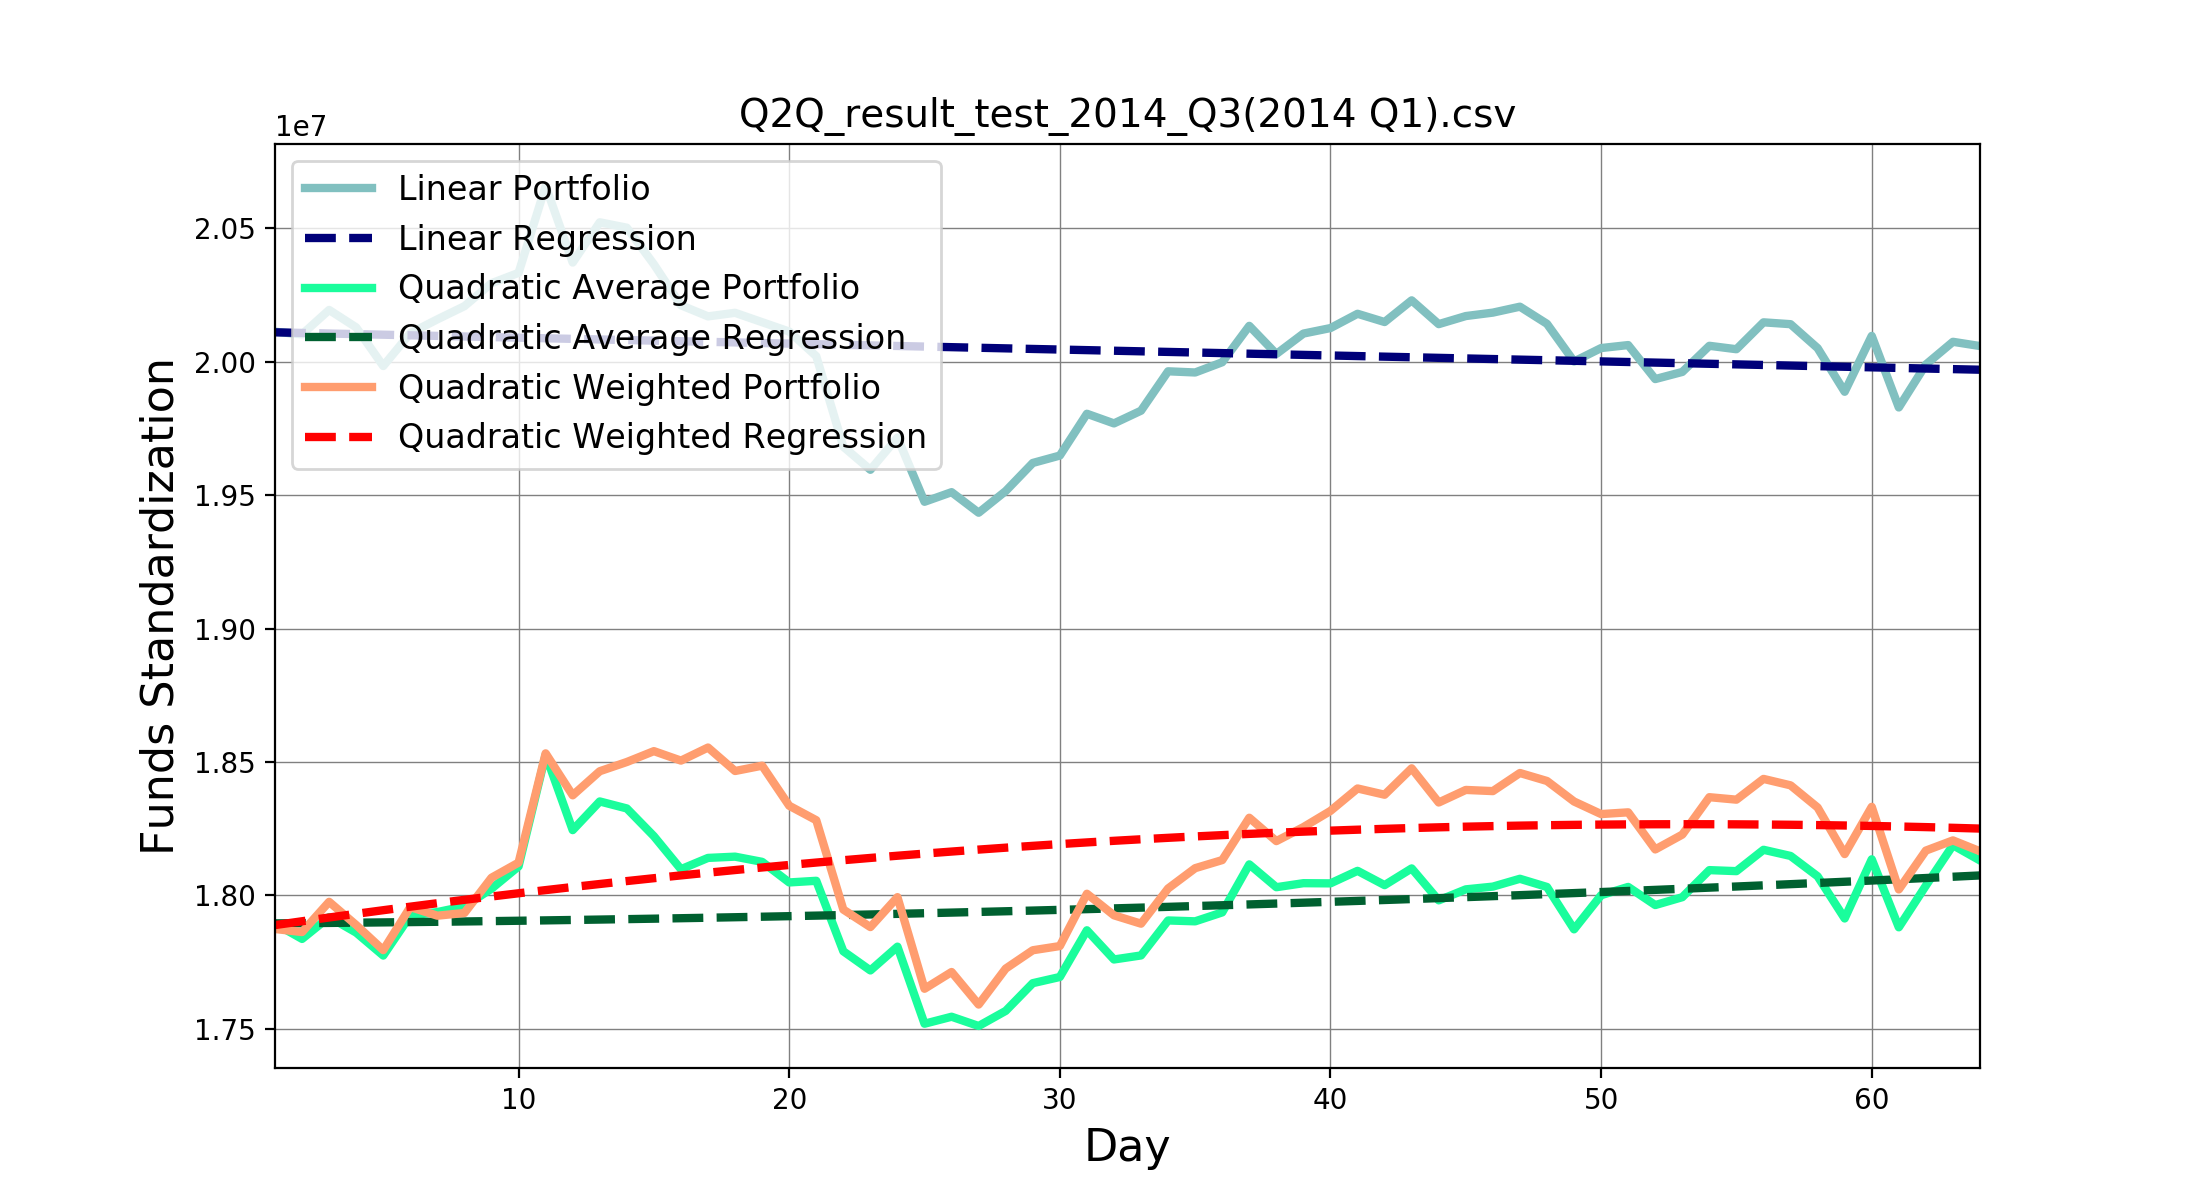 Q2Q_result_test_2014_Q3(2014 Q1).csv
1e7
Linear Portfolio
Linear Regression
Quadratic Average Portfolio
Quadratic Average Regression
Quadratic Weighted Portfolio
Quadratic Weighted Regression
2.05
2.00
1.95
1.90
1.85
1.80
1.75
Funds Standardization
10 20 30 40 50 60
Day